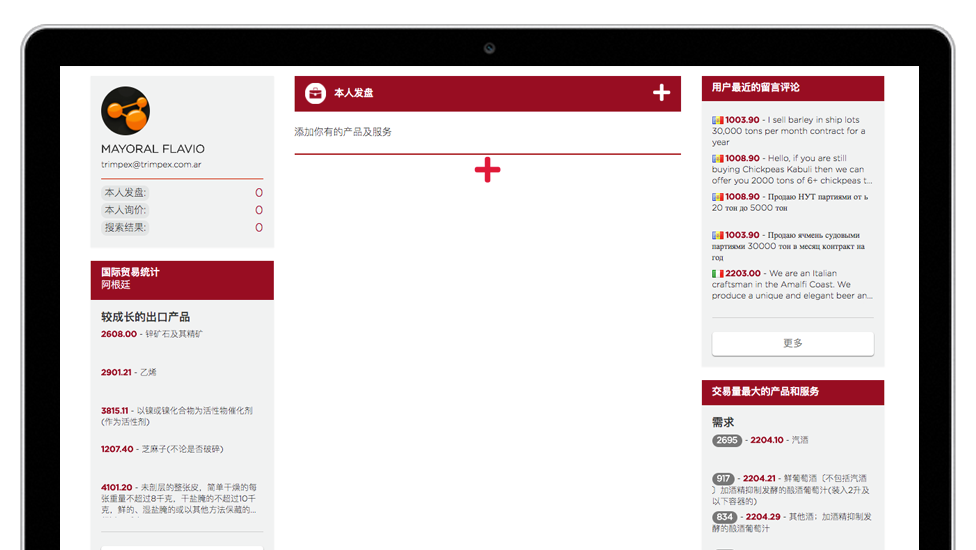 MAYORAL FLAVIO
trimpex@trimpex.com.ar
本人发盘: 0
本人询价: 0
搜索结果: 0
国际贸易统计
阿根廷
较成长的出口产品
2608.00 - 锌矿石及其精矿
2901.21 - 乙烯
3815.11 - 以镍或镍化合物为活性物催化剂
(作为活性剂)
1207.40 - 芝麻子(不论是否破碎)
4101.20 - 未剖层的整张皮，简单干燥的每
张重量不超过8千克，干盐腌的不超过10千
克，鲜的、湿盐腌的或以其他方法保藏的...
本人发盘
添加你有的产品及服务
用户最近的留言评论
1003.90 - I sell barley in ship lots
30,000 tons per month contract for a
year
1008.90 - Hello, if you are still
buying Chickpeas Kabuli then we can
offer you 2000 tons of 6+ chickpeas t...
1008.90 - Продаю НУТ партиями от ь
20 тон до 5000 тон
1003.90 - Продаю ячмень судовыми
партиями 30000 тон в месяц контракт на
год
2203.00 - We are an Italian
craftsman in the Amalfi Coast. We
produce a unique and elegant beer an...
更多
交易量最大的产品和服务
需求
2695 - 2204.10 - 汽酒
917 - 2204.21 - 鲜葡萄酒〔不包括汽酒
〕加酒精抑制发酵的酿酒葡萄汁(装入2升及
以下容器的)
834 - 2204.29 - 其他酒；加酒精抑制发
酵的酿酒葡萄汁